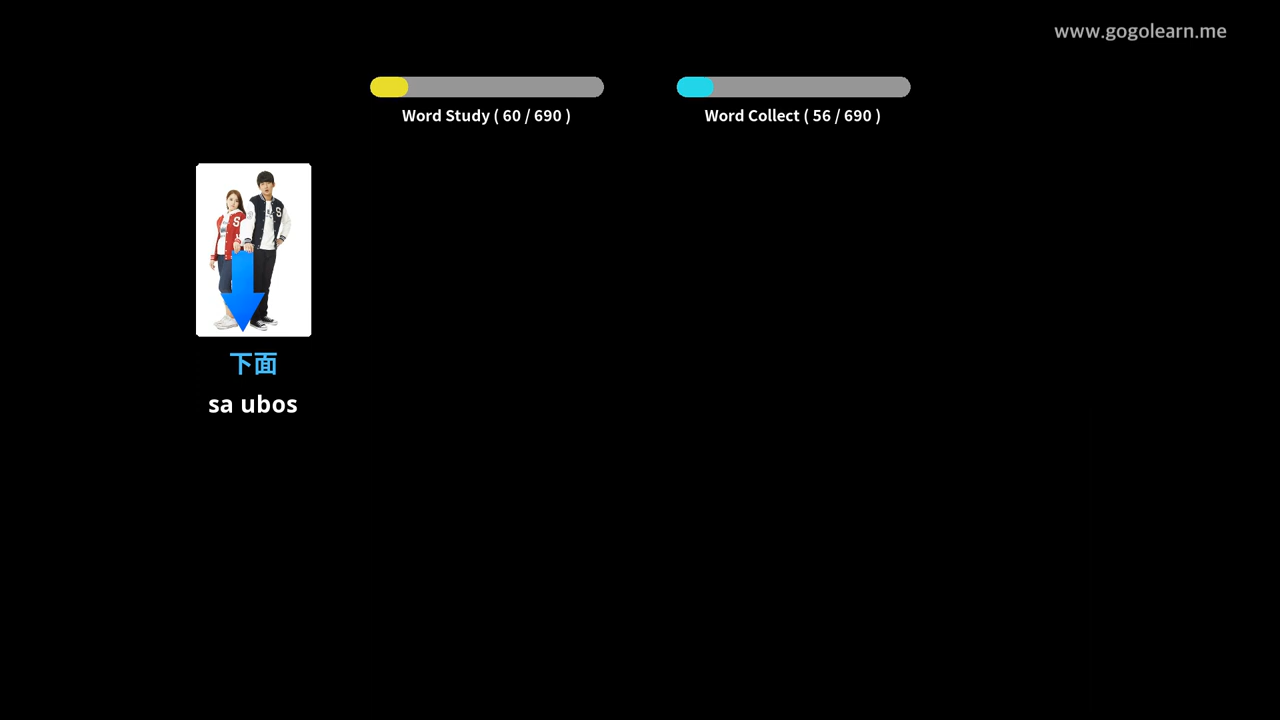 www.gogolearn.me
Word Study ( 60 / 690 )
Word Collect ( 56 / 690 )
S
S
下面
sa ubos